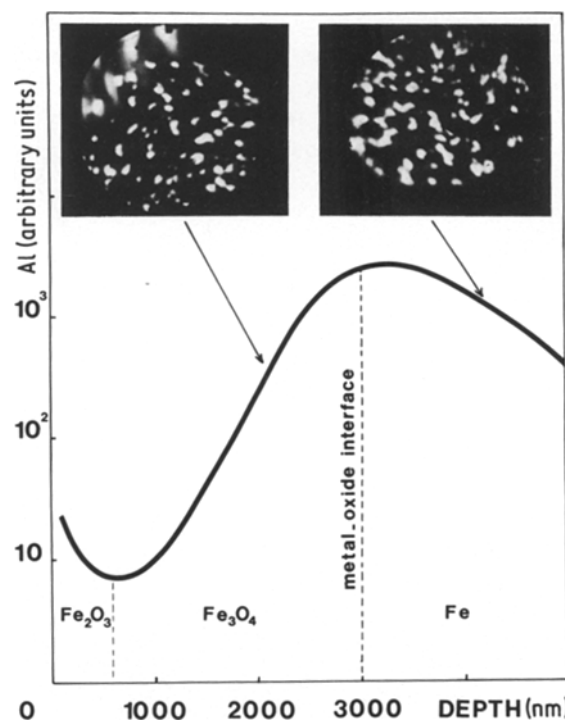 Al (arbitrary units)
10³
10²
10
Fe₂O₃
Fe₃O₄
metal-oxide interface
Fe
0
1000
2000
3000
DEPTH (nm)